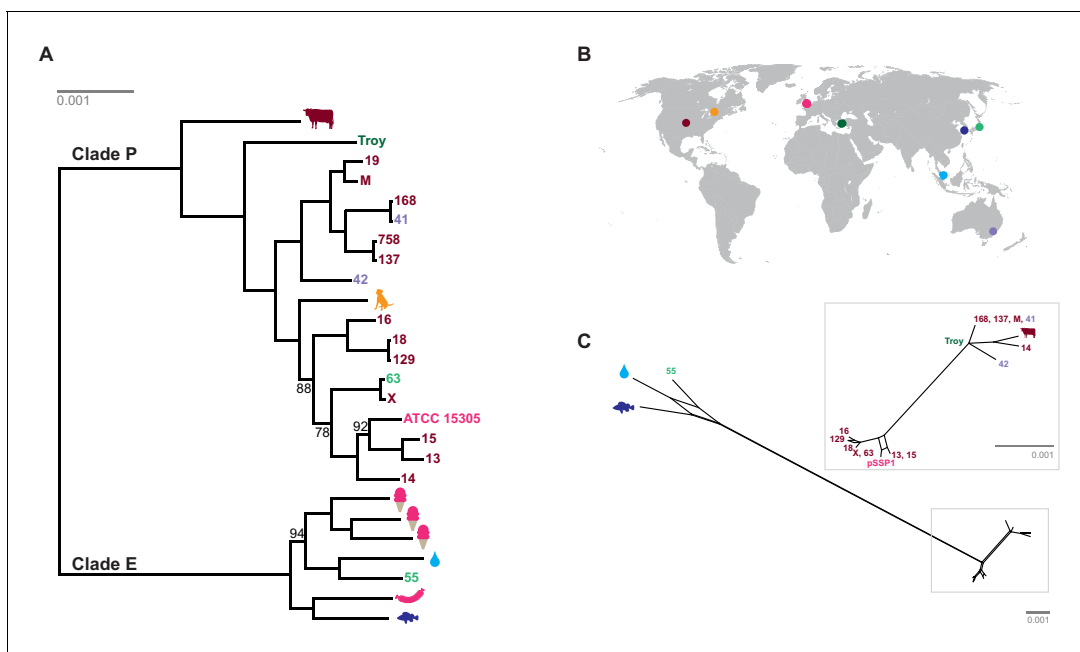 A
0.001
Clade P
Troy
19
M
168
41
758
137
42
16
18
129
88
63
X
78
92
ATCC 15305
15
13
14
94
Clade E
55
B
C
55
168, 137, M, 41
Troy
14
42
16
129
18
X, 63
13, 15
pSSP1
0.001
0.001